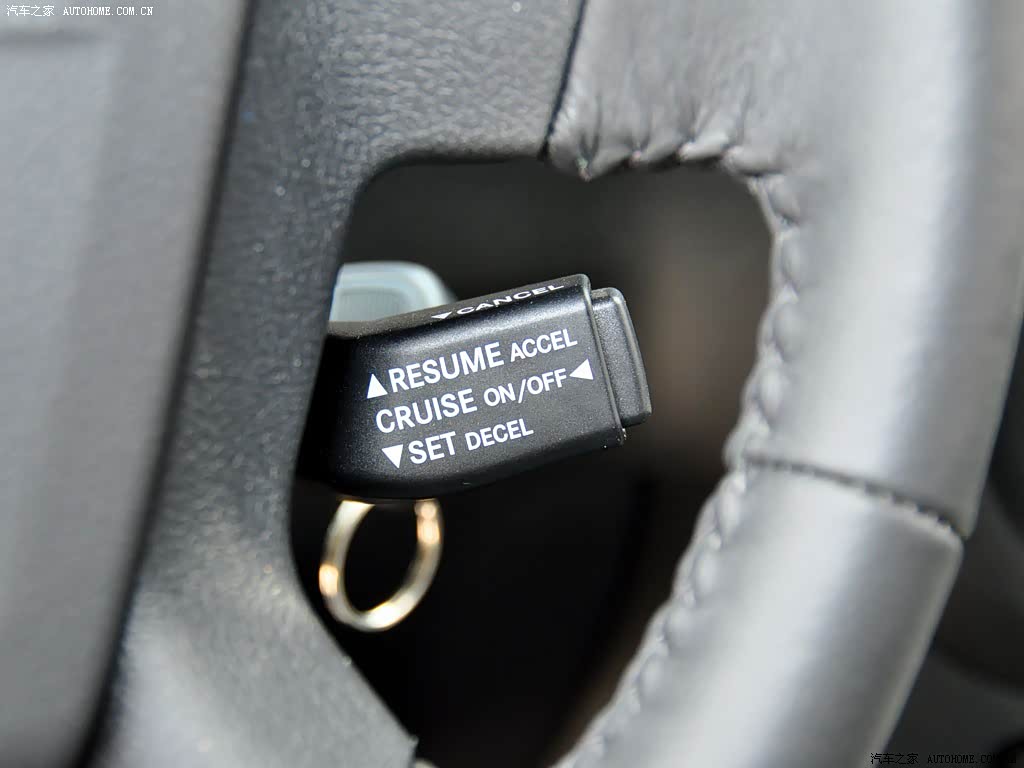 汽车之家 AUTOHOME.COM.CN
▼CANCEL
▲RESUME ACCEL
CRUISE ON/OFF◀
▼SET DECEL
汽车之家 AUTOHOME.COM.CN